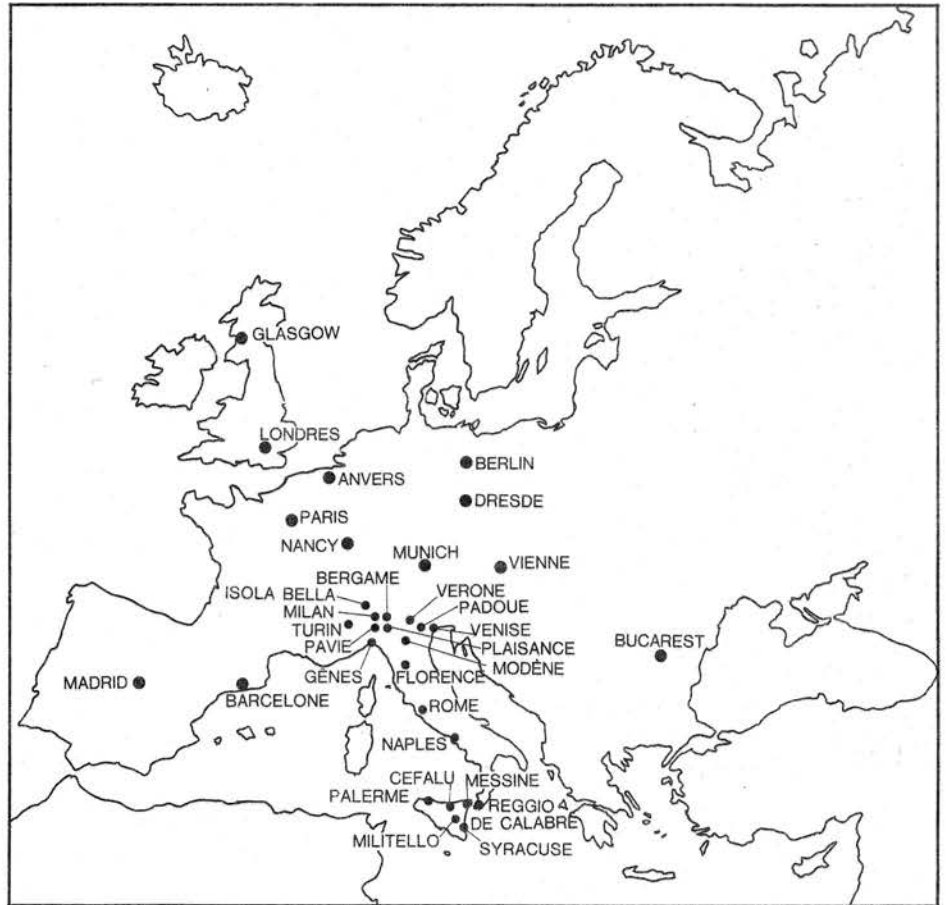 GLASGOW
LONDRES
BERLIN
ANVERS
DRESDE
PARIS
NANCY
MUNICH
VIENNE
BERGAME
ISOLA BELLA
VERONE
MILAN
PADOUE
TURIN
VENISE
PAVIE
PLAISANCE
BUCAREST
MODÈNE
GÊNES
FLORENCE
MADRID
BARCELONE
ROME
NAPLES
CEFALU
MESSINE
PALERME
REGGIO
DE CALABRE
MILITELLO
SYRACUSE